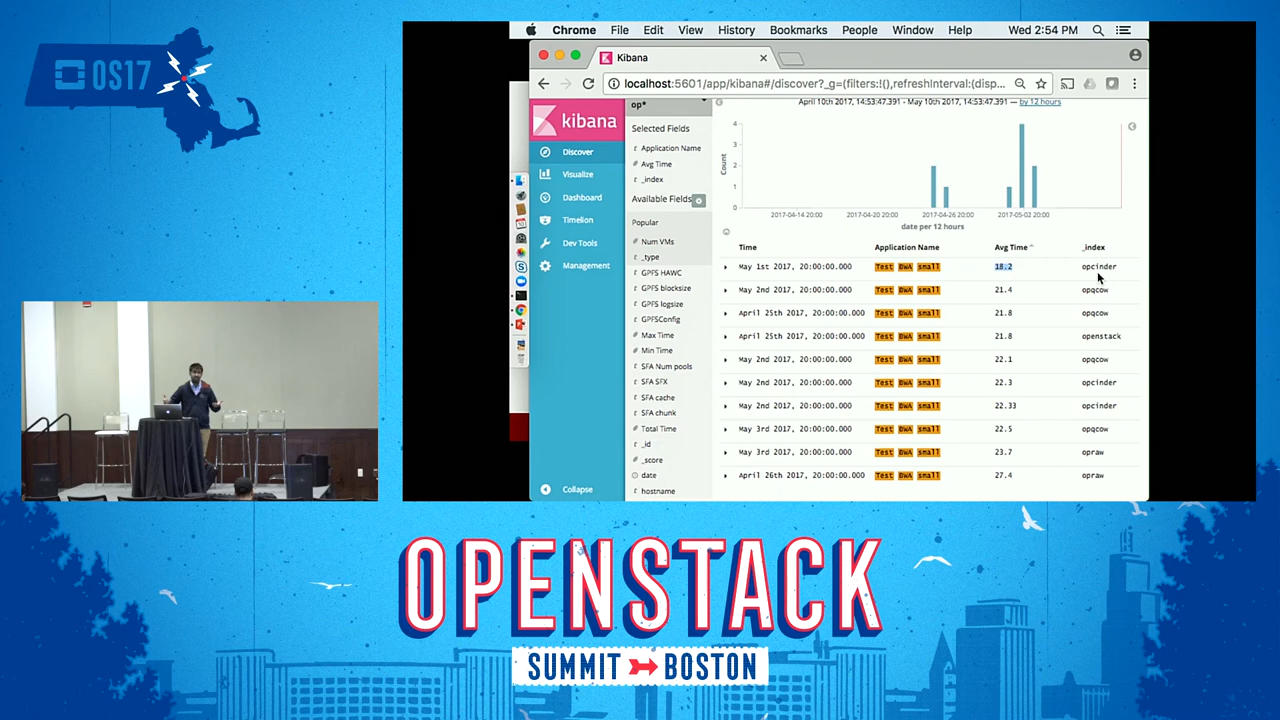 OS17
Chrome File Edit View History Bookmarks People Window Help Wed 2:54 PM
Kibana
localhost:5601/app/kibana#/discover?_g=(filters:!(),refreshInterval:(disp...
kibana
Discover
Visualize
Dashboard
Timelion
Dev Tools
Management
Collapse
op*
Selected Fields
t Application Name
# Avg Time
t _index
Available Fields
Popular
# Num VMs
t _type
t GPFS HAWC
t GPFS blocksize
t GPFS logsize
t GPFSConfig
# Max Time
# Min Time
t SFA Num pools
t SFA SFX
t SFA cache
t SFA chunk
# Total Time
t _id
# _score
date
t hostname
April 10th 2017, 14:53:47.391 - May 10th 2017, 14:53:47.391 — by 12 hours
Count
4
3
2
1
0
2017-04-14 20:00 2017-04-20 20:00 2017-04-26 20:00 2017-05-02 20:00
date per 12 hours
Time Application Name Avg Time _index
May 1st 2017, 20:00:00.000 Test BWA small 18.2 opcinder
May 2nd 2017, 20:00:00.000 Test BWA small 21.4 opqcow
April 25th 2017, 20:00:00.000 Test BWA small 21.8 opqcow
April 25th 2017, 20:00:00.000 Test BWA small 21.8 openstack
May 2nd 2017, 20:00:00.000 Test BWA small 22.1 opqcow
May 2nd 2017, 20:00:00.000 Test BWA small 22.3 opcinder
May 2nd 2017, 20:00:00.000 Test BWA small 22.33 opcinder
May 3rd 2017, 20:00:00.000 Test BWA small 22.5 opqcow
May 3rd 2017, 20:00:00.000 Test BWA small 23.7 opraw
April 26th 2017, 20:00:00.000 Test BWA small 27.4 opraw
OPENSTACK
SUMMIT BOSTON